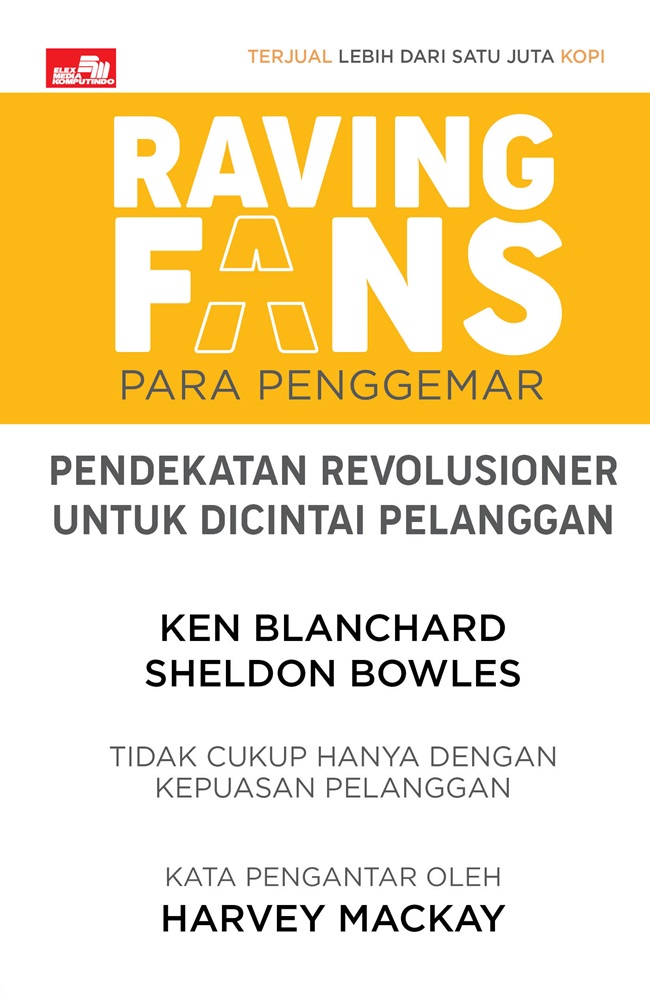 ELEX
MEDIA
KOMPUTINDO
TERJUAL LEBIH DARI SATU JUTA KOPI
RAVING
FANS
PARA PENGGEMAR
PENDEKATAN REVOLUSIONER
UNTUK DICINTAI PELANGGAN
KEN BLANCHARD
SHELDON BOWLES
TIDAK CUKUP HANYA DENGAN
KEPUASAN PELANGGAN
KATA PENGANTAR OLEH
HARVEY MACKAY